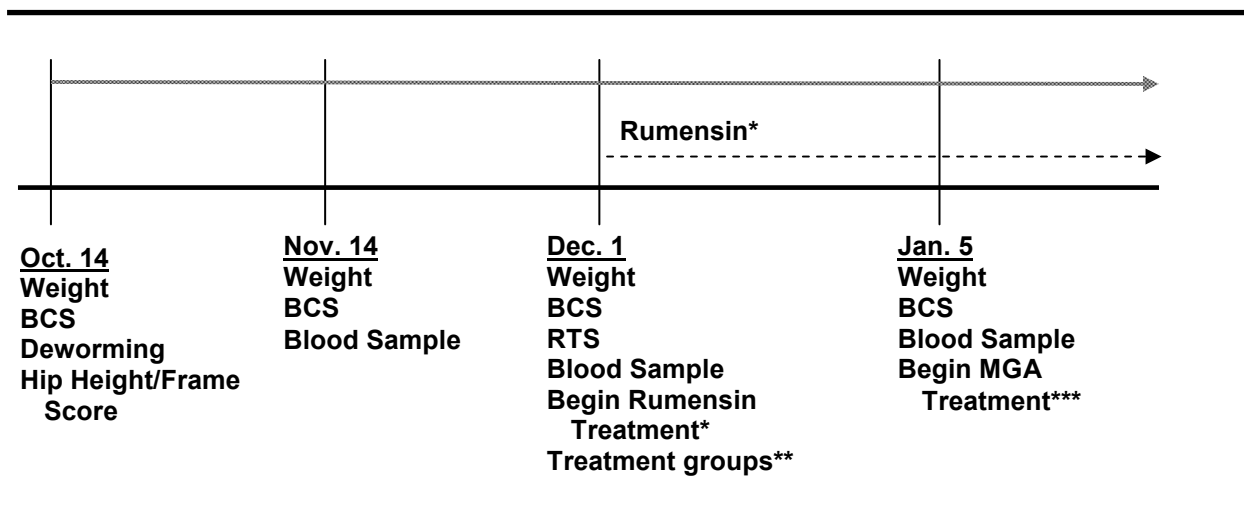 Rumensin*
Oct. 14
Weight
BCS
Deworming
Hip Height/Frame
Score
Nov. 14
Weight
BCS
Blood Sample
Dec. 1
Weight
BCS
RTS
Blood Sample
Begin Rumensin
Treatment*
Treatment groups**
Jan. 5
Weight
BCS
Blood Sample
Begin MGA
Treatment***